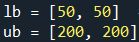 lb = [50, 50]
ub = [200, 200]